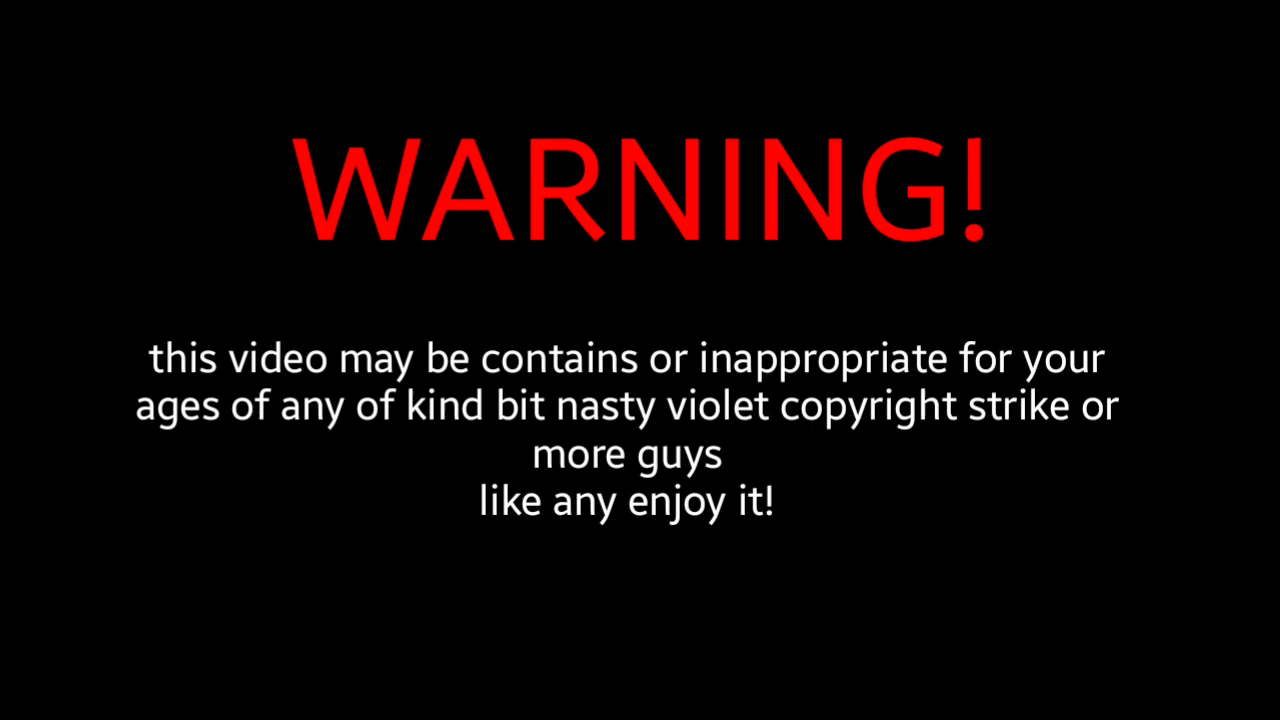 WARNING!
this video may be contains or inappropriate for your
ages of any of kind bit nasty violet copyright strike or
more guys
like any enjoy it!